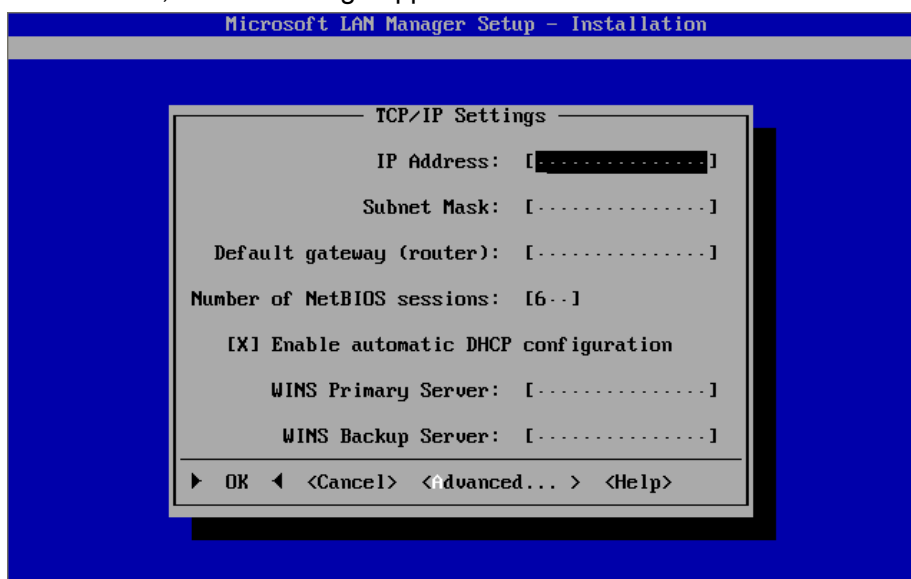 Microsoft LAN Manager Setup - Installation
TCP/IP Settings
IP Address: [...............]
Subnet Mask: [...............]
Default gateway (router): [...............]
Number of NetBIOS sessions: [6..]
[X] Enable automatic DHCP configuration
WINS Primary Server: [...............]
WINS Backup Server: [...............]
► OK ◄ <Cancel> <Advanced... > <Help>